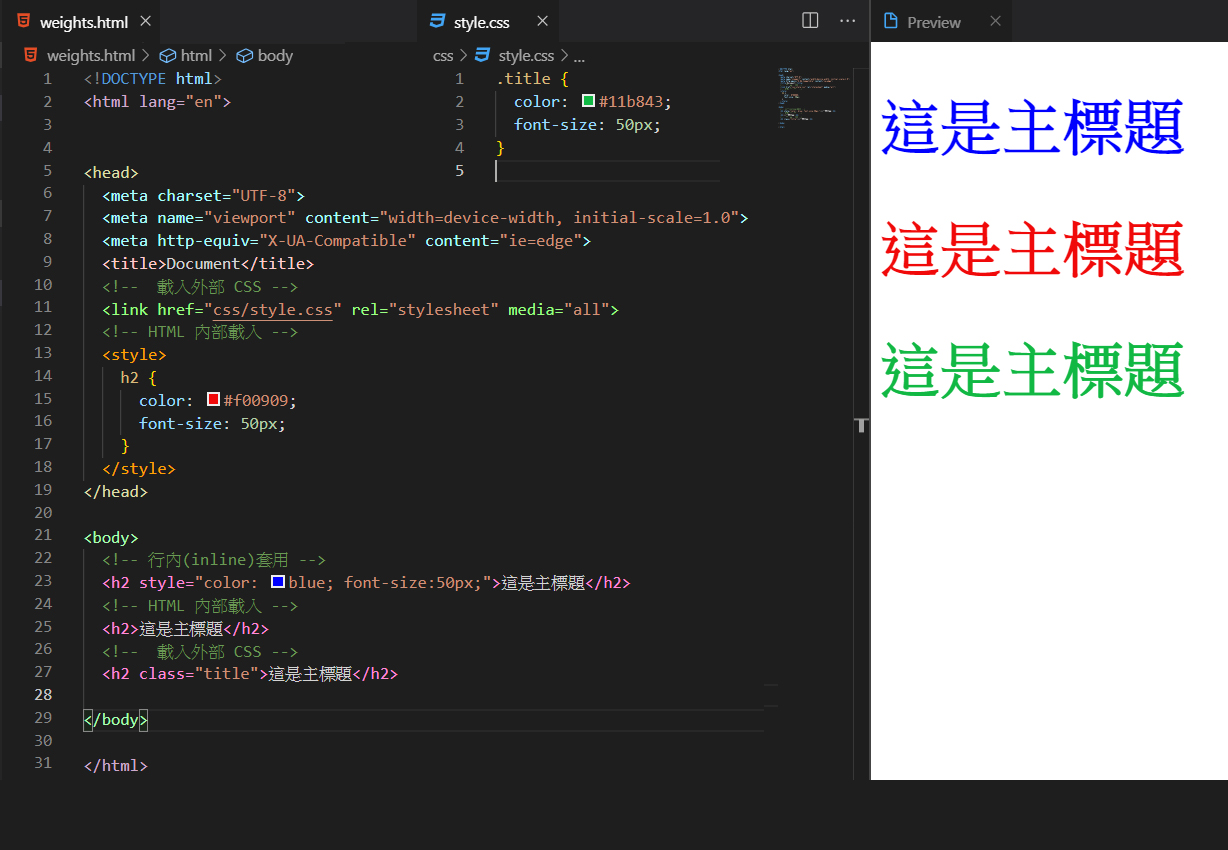 weights.html
style.css
Preview
weights.html > html > body
css > style.css > ...
1 <!DOCTYPE html>
2 <html lang="en">
3
4
5 <head>
6 <meta charset="UTF-8">
7 <meta name="viewport" content="width=device-width, initial-scale=1.0">
8 <meta http-equiv="X-UA-Compatible" content="ie=edge">
9 <title>Document</title>
10 <!--  載入外部 CSS -->
11 <link href="css/style.css" rel="stylesheet" media="all">
12 <!-- HTML 內部載入 -->
13 <style>
14 h2 {
15 color: #f00909;
16 font-size: 50px;
17 }
18 </style>
19 </head>
20
21 <body>
22 <!-- 行內(inline)套用 -->
23 <h2 style="color: blue; font-size:50px;">這是主標題</h2>
24 <!-- HTML 內部載入 -->
25 <h2>這是主標題</h2>
26 <!--  載入外部 CSS -->
27 <h2 class="title">這是主標題</h2>
28
29 </body>
30
31 </html>
1 .title {
2 color: #11b843;
3 font-size: 50px;
4 }
5
這是主標題
這是主標題
這是主標題